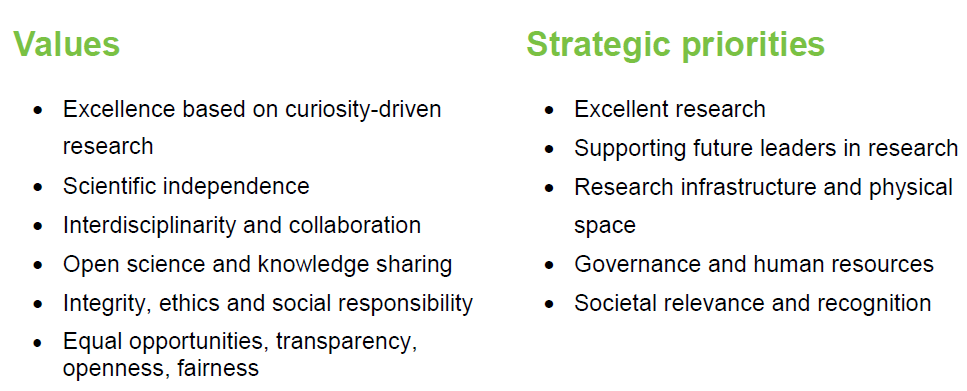 Values
• Excellence based on curiosity-driven
research
• Scientific independence
• Interdisciplinarity and collaboration
• Open science and knowledge sharing
• Integrity, ethics and social responsibility
• Equal opportunities, transparency,
openness, fairness
Strategic priorities
• Excellent research
• Supporting future leaders in research
• Research infrastructure and physical
space
• Governance and human resources
• Societal relevance and recognition